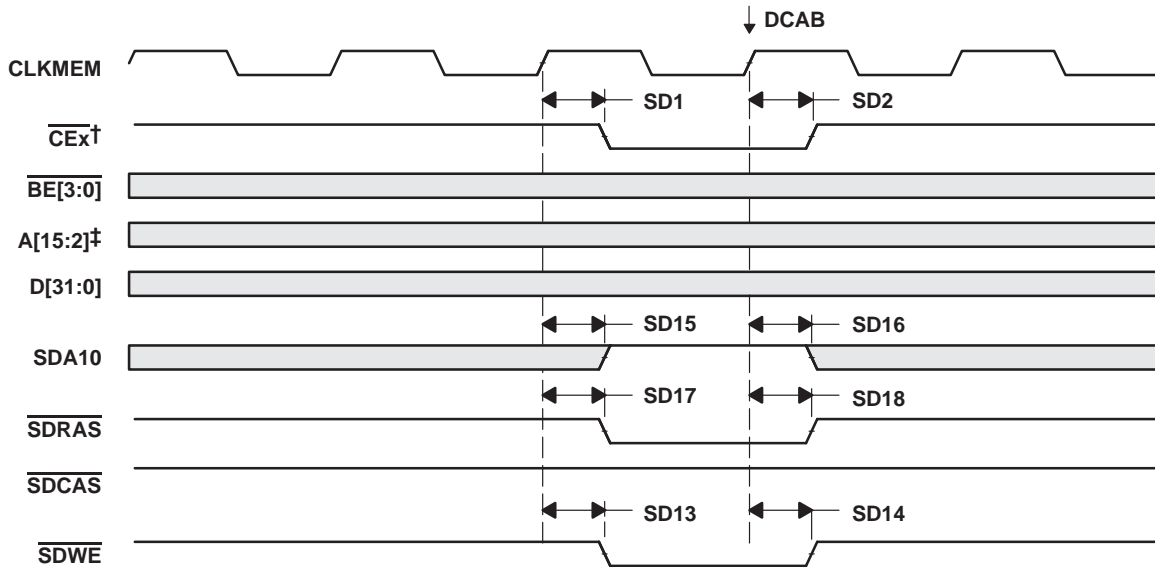 DCAB
CLKMEM
SD1 SD2
CEx†
BE[3:0]
A[15:2]‡
D[31:0]
SD15 SD16
SDA10
SD17 SD18
SDRAS
SDCAS
SD13 SD14
SDWE